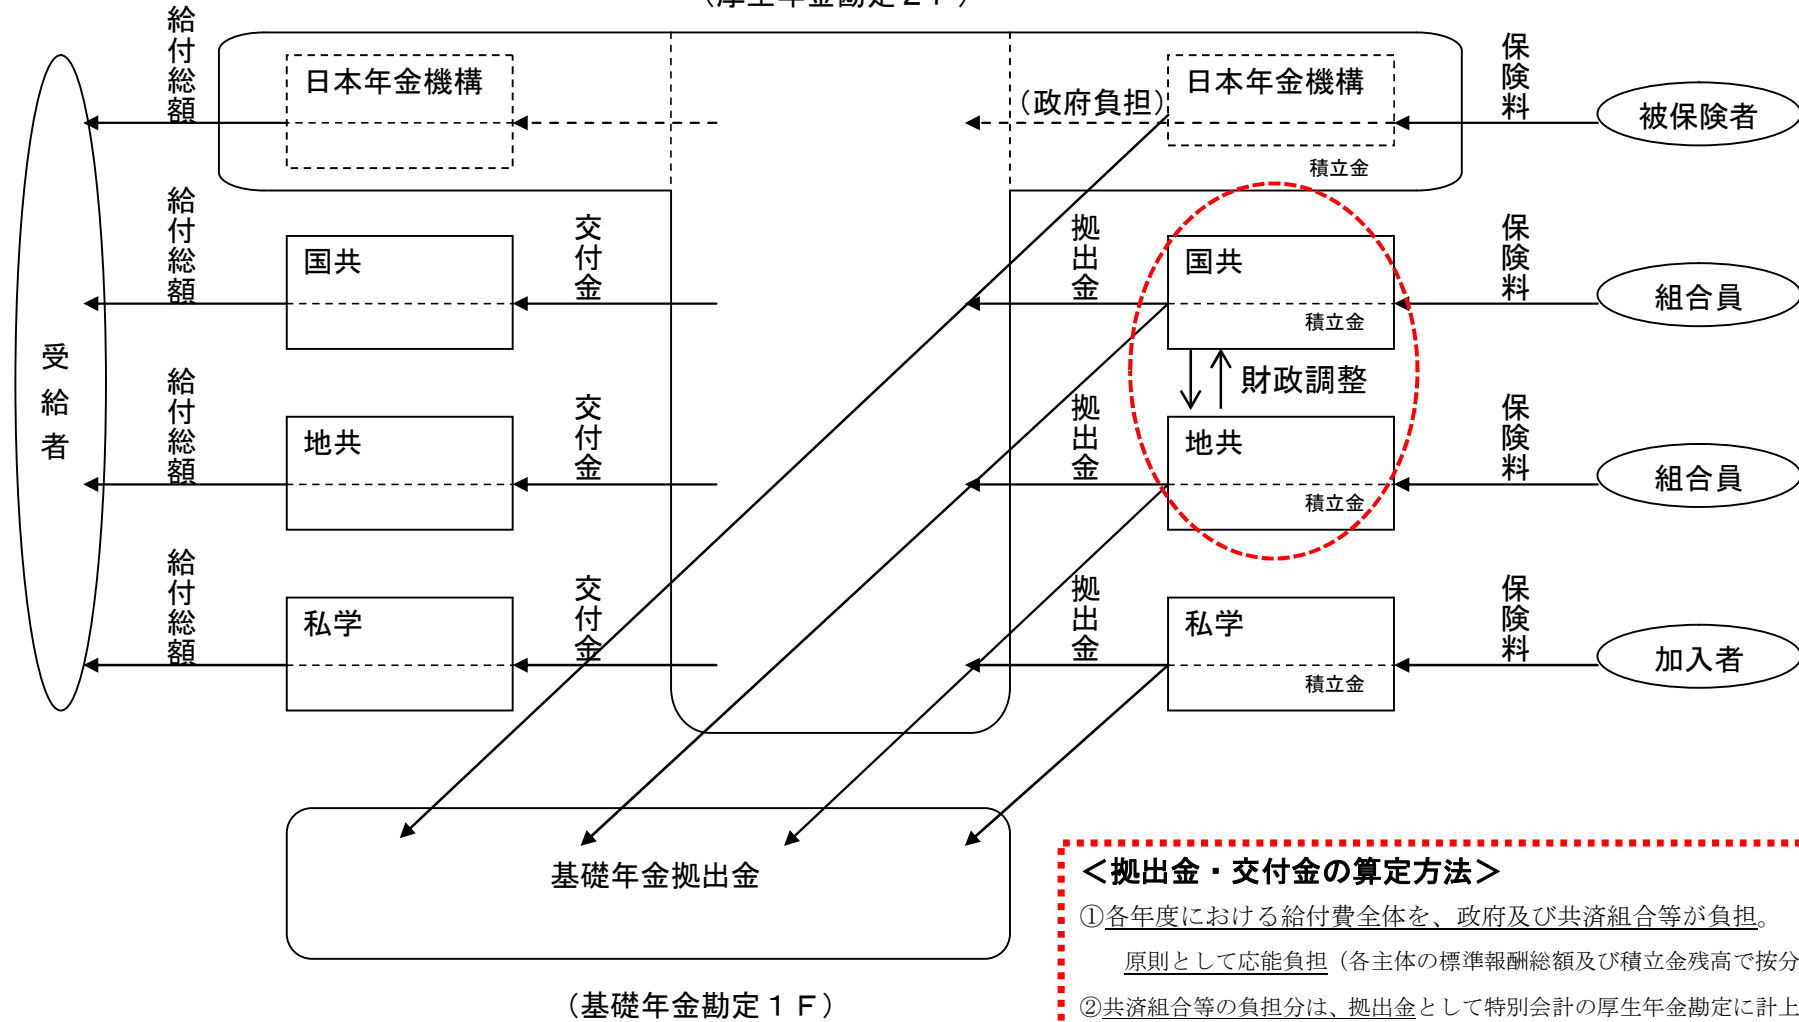 （厚生年金勘定２Ｆ）
給付総額
日本年金機構
（政府負担）
日本年金機構
積立金
保険料
被保険者
給付総額
国共
交付金
拠出金
国共
積立金
保険料
組合員
財政調整
受給者
給付総額
地共
交付金
拠出金
地共
積立金
保険料
組合員
給付総額
私学
交付金
拠出金
私学
積立金
保険料
加入者
基礎年金拠出金
（基礎年金勘定１Ｆ）
＜拠出金・交付金の算定方法＞
①各年度における給付費全体を、政府及び共済組合等が負担。
原則として応能負担（各主体の標準報酬総額及び積立金残高で按分
②共済組合等の負担分は、拠出金として特別会計の厚生年金勘定に計上